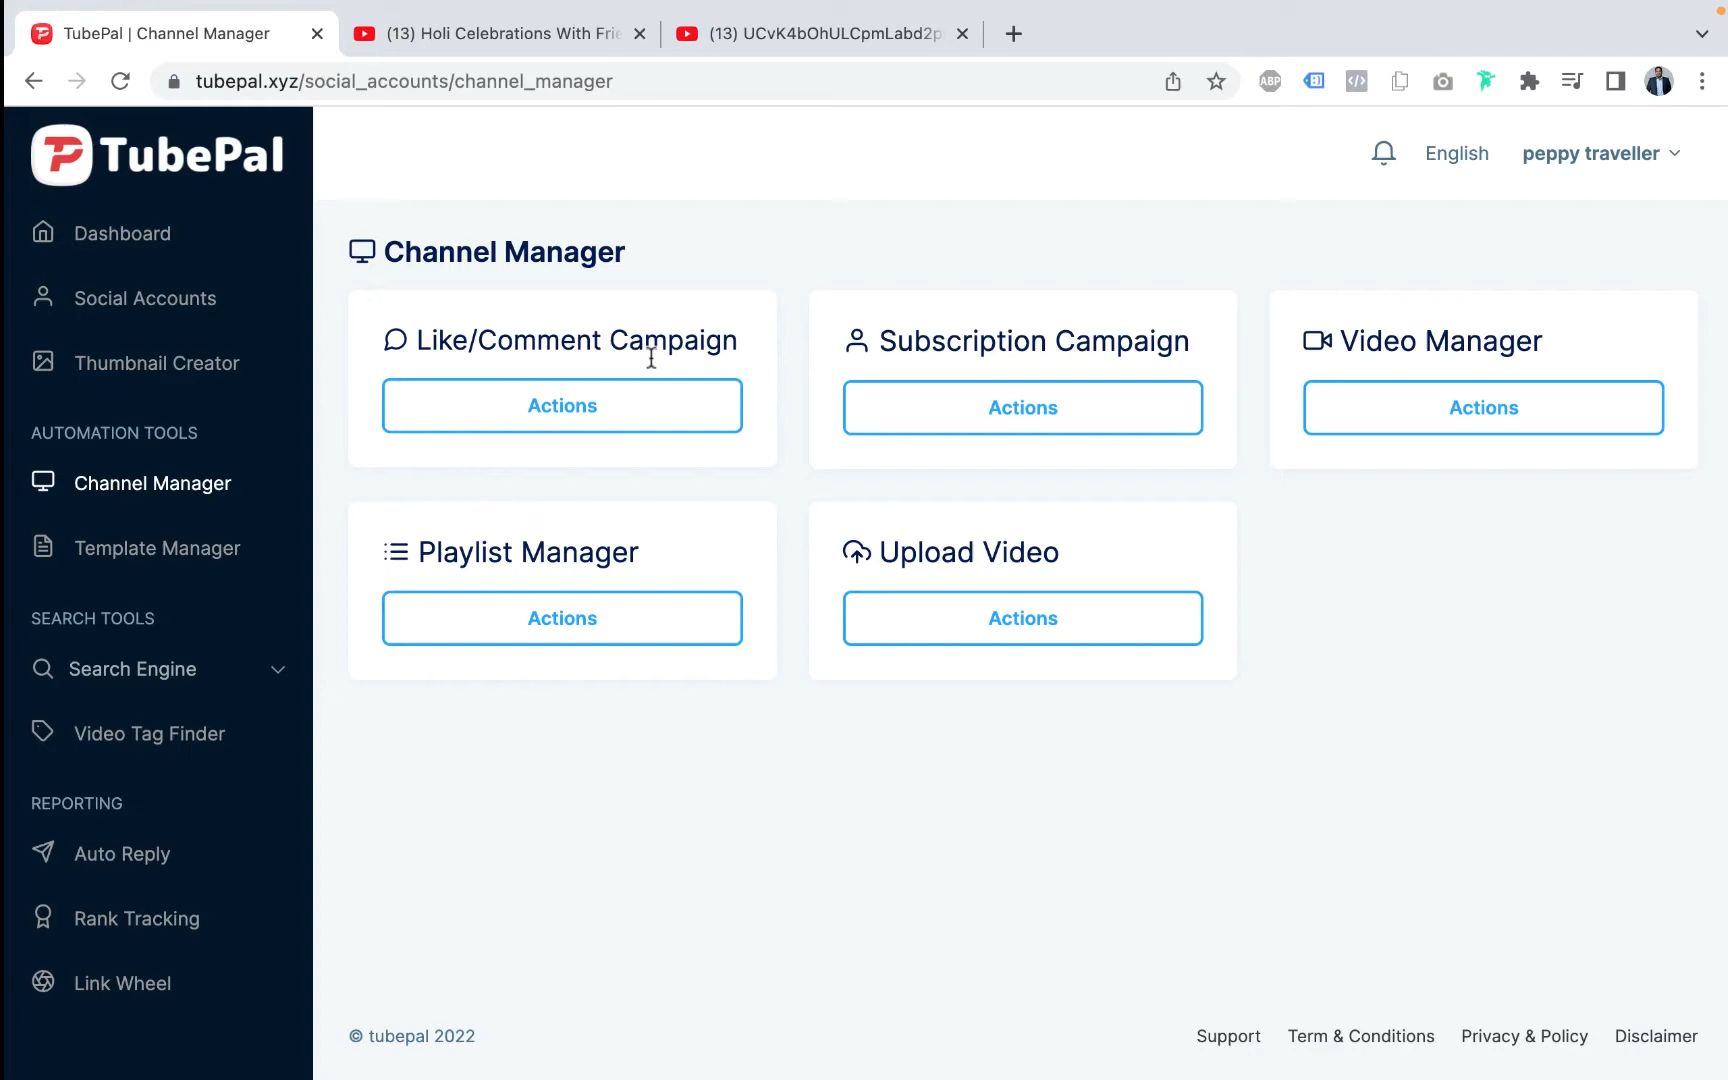 TubePal | Channel Manager
(13) Holi Celebrations With Frie
(13) UCvK4bOhULCpmLabd2p
tubepal.xyz/social_accounts/channel_manager
ABP
TubePal
English
peppy traveller
Dashboard
Social Accounts
Thumbnail Creator
AUTOMATION TOOLS
Channel Manager
Template Manager
SEARCH TOOLS
Search Engine
Video Tag Finder
REPORTING
Auto Reply
Rank Tracking
Link Wheel
Channel Manager
Like/Comment Campaign
Actions
Subscription Campaign
Actions
Video Manager
Actions
Playlist Manager
Actions
Upload Video
Actions
© tubepal 2022
Support
Term & Conditions
Privacy & Policy
Disclaimer